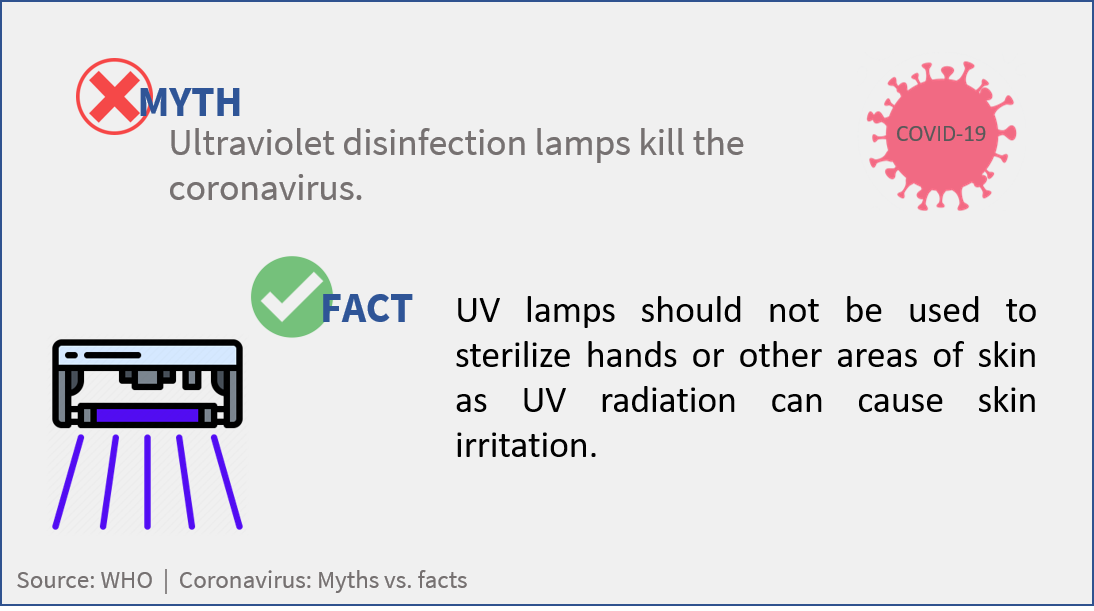 MYTH
Ultraviolet disinfection lamps kill the
coronavirus.
COVID-19
FACT
UV lamps should not be used to
sterilize hands or other areas of skin
as UV radiation can cause skin
irritation.
Source: WHO | Coronavirus: Myths vs. facts